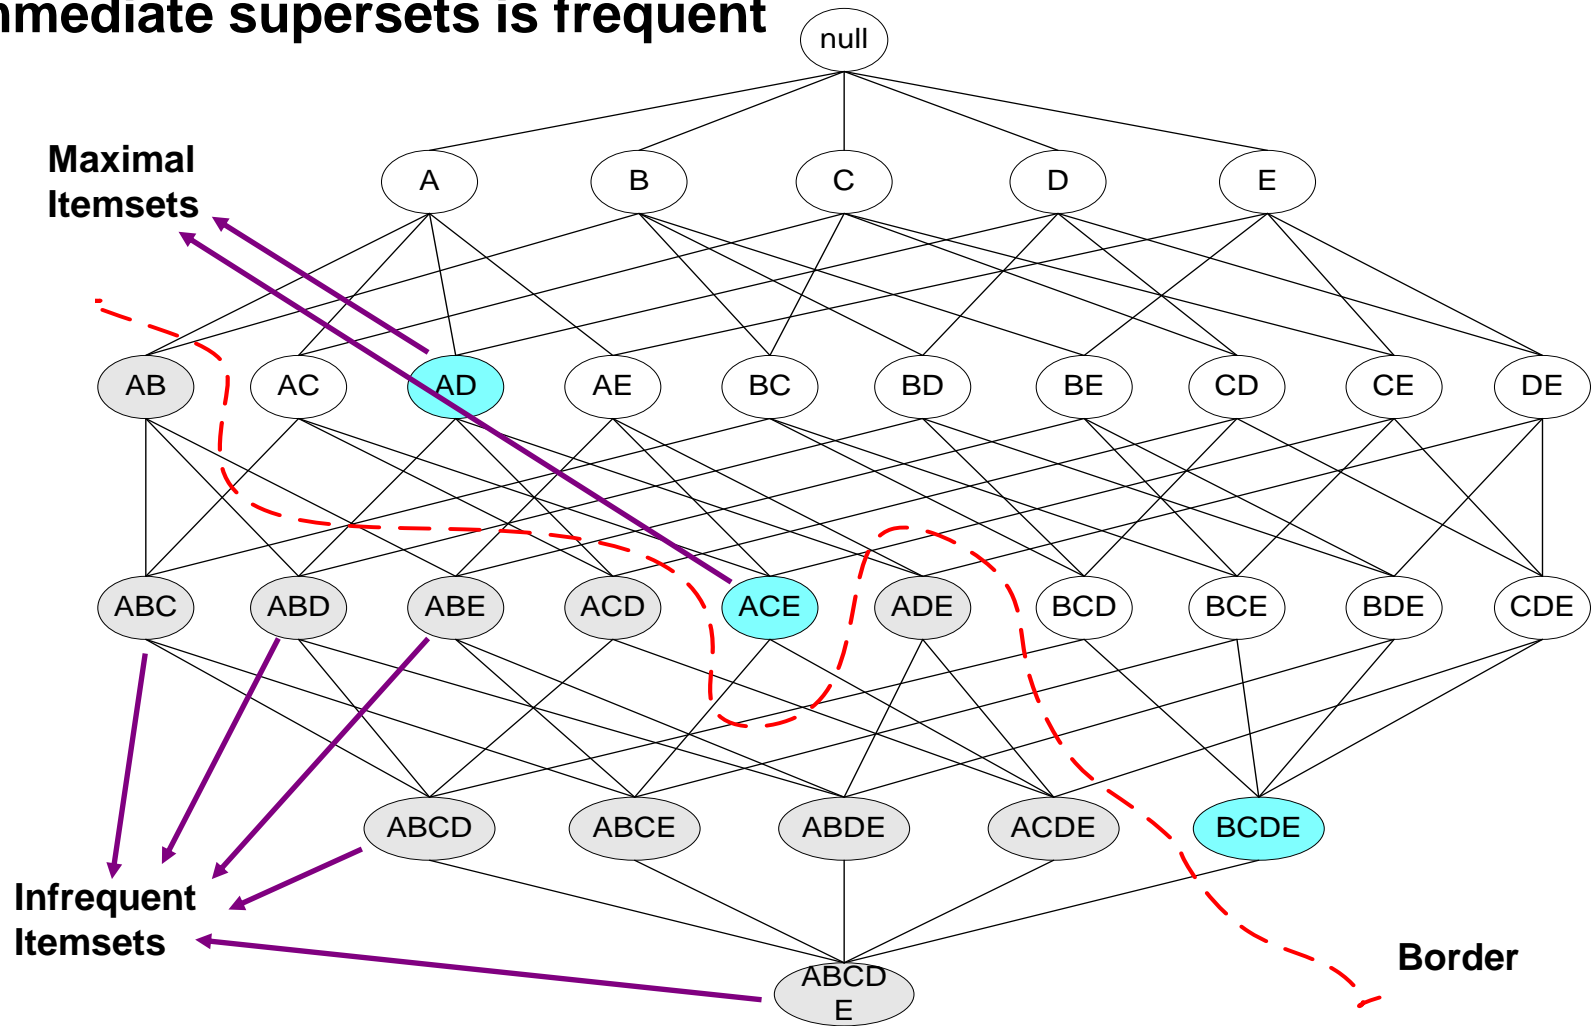 immediate supersets is frequent
null
Maximal
Itemsets
A B C D E
AB AC AD AE BC BD BE CD CE DE
ABC ABD ABE ACD ACE ADE BCD BCE BDE CDE
ABCD ABCE ABDE ACDE BCDE
Infrequent
Itemsets
Border
ABCD
E